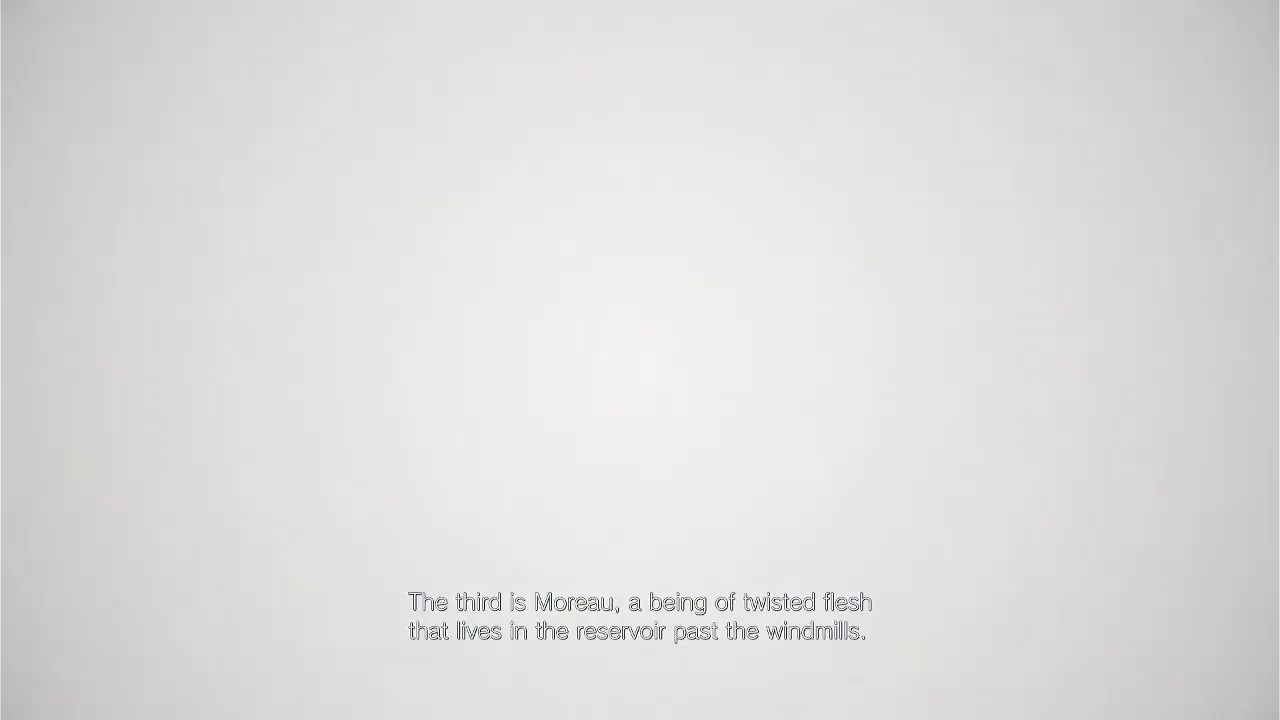 The third is Moreau, a being of twisted flesh
that lives in the reservoir past the windmills.